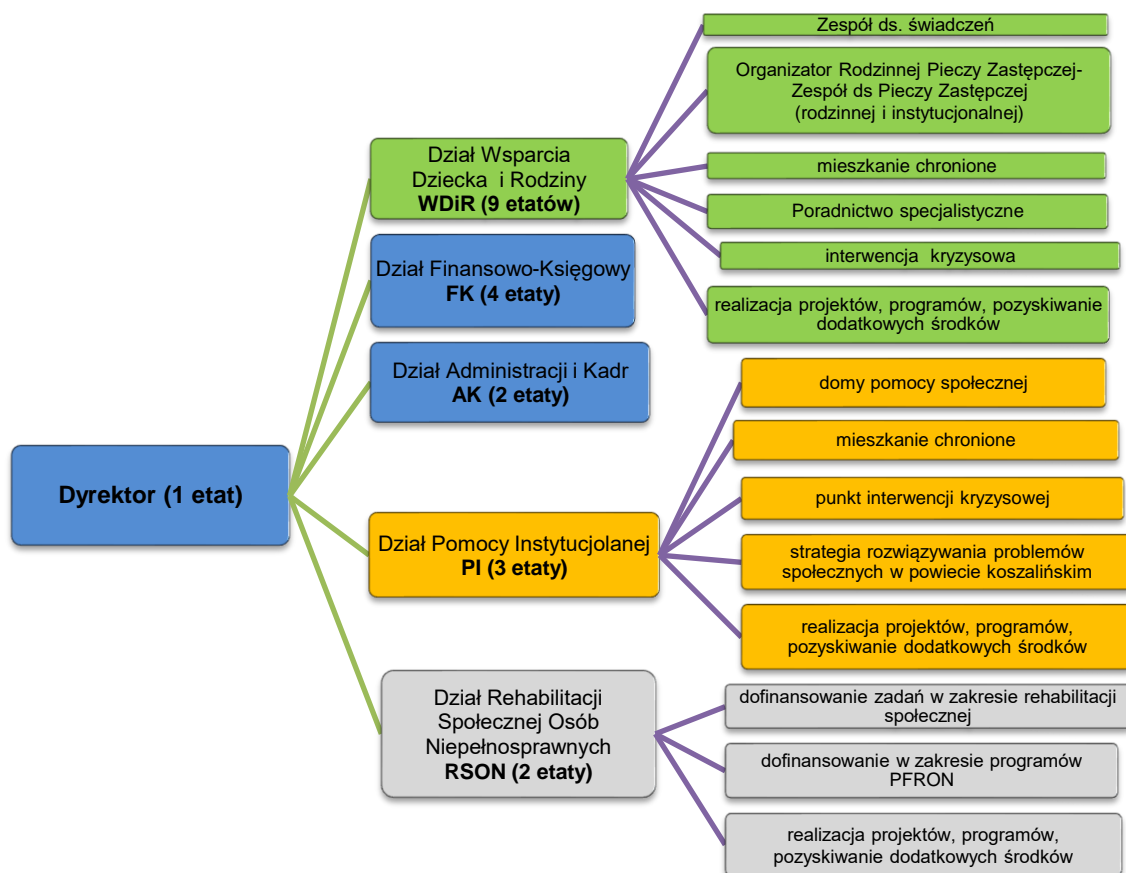 Dyrektor (1 etat)
Dział Wsparcia
Dziecka i Rodziny
WDiR (9 etatów)
Zespół ds. świadczeń
Organizator Rodzinnej Pieczy Zastępczej-
Zespół ds Pieczy Zastępczej
(rodzinnej i instytucjonalnej)
mieszkanie chronione
Poradnictwo specjalistyczne
interwencja kryzysowa
realizacja projektów, programów, pozyskiwanie
dodatkowych środków
Dział Finansowo-Księgowy
FK (4 etaty)
Dział Administracji i Kadr
AK (2 etaty)
Dział Pomocy Instytucjolanej
PI (3 etaty)
domy pomocy społecznej
mieszkanie chronione
punkt interwencji kryzysowej
strategia rozwiązywania problemów
społecznych w powiecie koszalińskim
realizacja projektów, programów,
pozyskiwanie dodatkowych środków
Dział Rehabilitacji
Społecznej Osób
Niepełnosprawnych
RSON (2 etaty)
dofinansowanie zadań w zakresie rehabilitacji
społecznej
dofinansowanie w zakresie programów
PFRON
realizacja projektów, programów,
pozyskiwanie dodatkowych środków